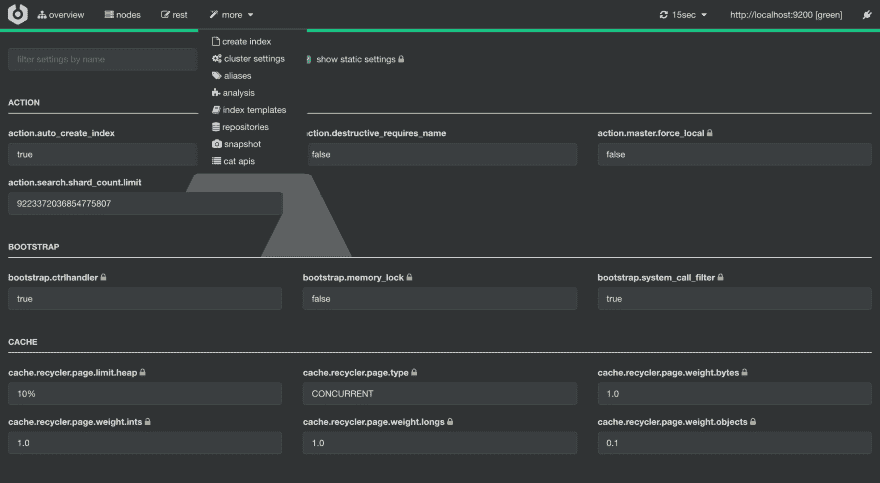 overview nodes rest more 15sec http://localhost:9200 [green]
create index
cluster settings
aliases
analysis
index templates
repositories
snapshot
cat apis
filter settings by name show static settings
ACTION
action.auto_create_index ction.destructive_requires_name action.master.force_local
true false false
action.search.shard_count.limit
9223372036854775807
BOOTSTRAP
bootstrap.ctrlhandler bootstrap.memory_lock bootstrap.system_call_filter
true false true
CACHE
cache.recycler.page.limit.heap cache.recycler.page.type cache.recycler.page.weight.bytes
10% CONCURRENT 1.0
cache.recycler.page.weight.ints cache.recycler.page.weight.longs cache.recycler.page.weight.objects
1.0 1.0 0.1